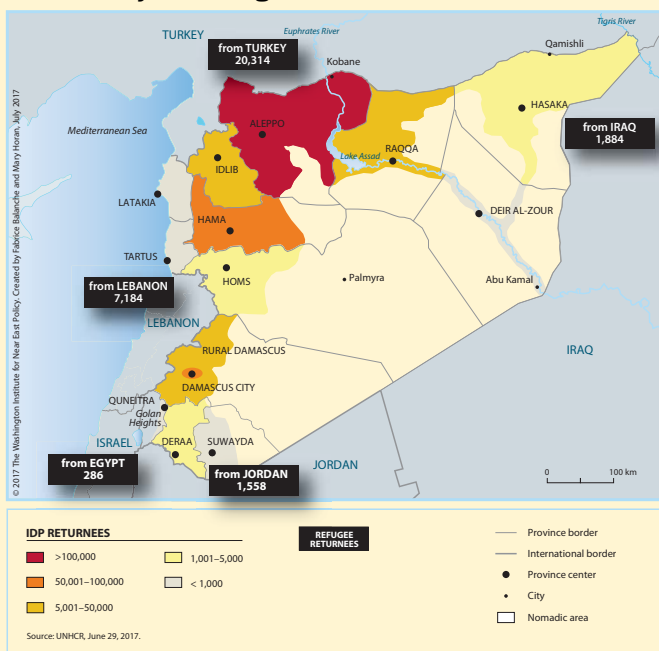 Euphrates River
Tigris River
TURKEY
from TURKEY
20,314
Kobane
Qamishli
ALEPPO
HASAKA
Mediterranean Sea
from IRAQ
1,884
IDLIB
Lake Assad
RAQQA
LATAKIA
DEIR AL-ZOUR
HAMA
TARTUS
HOMS
Palmyra
Abu Kamal
from LEBANON
7,184
LEBANON
IRAQ
RURAL DAMASCUS
DAMASCUS CITY
QUNEITRA
Golan
Heights
ISRAEL
DERAA
SUWAYDA
JORDAN
from EGYPT
286
from JORDAN
1,558
0 100 km
© 2017 The Washington Institute for Near East Policy. Created by Fabrice Balanche and Mary Horan, July 2017
IDP RETURNEES
>100,000
50,001–100,000
5,001–50,000
1,001–5,000
< 1,000
REFUGEE
RETURNEES
Province border
International border
Province center
City
Nomadic area
Source: UNHCR, June 29, 2017.